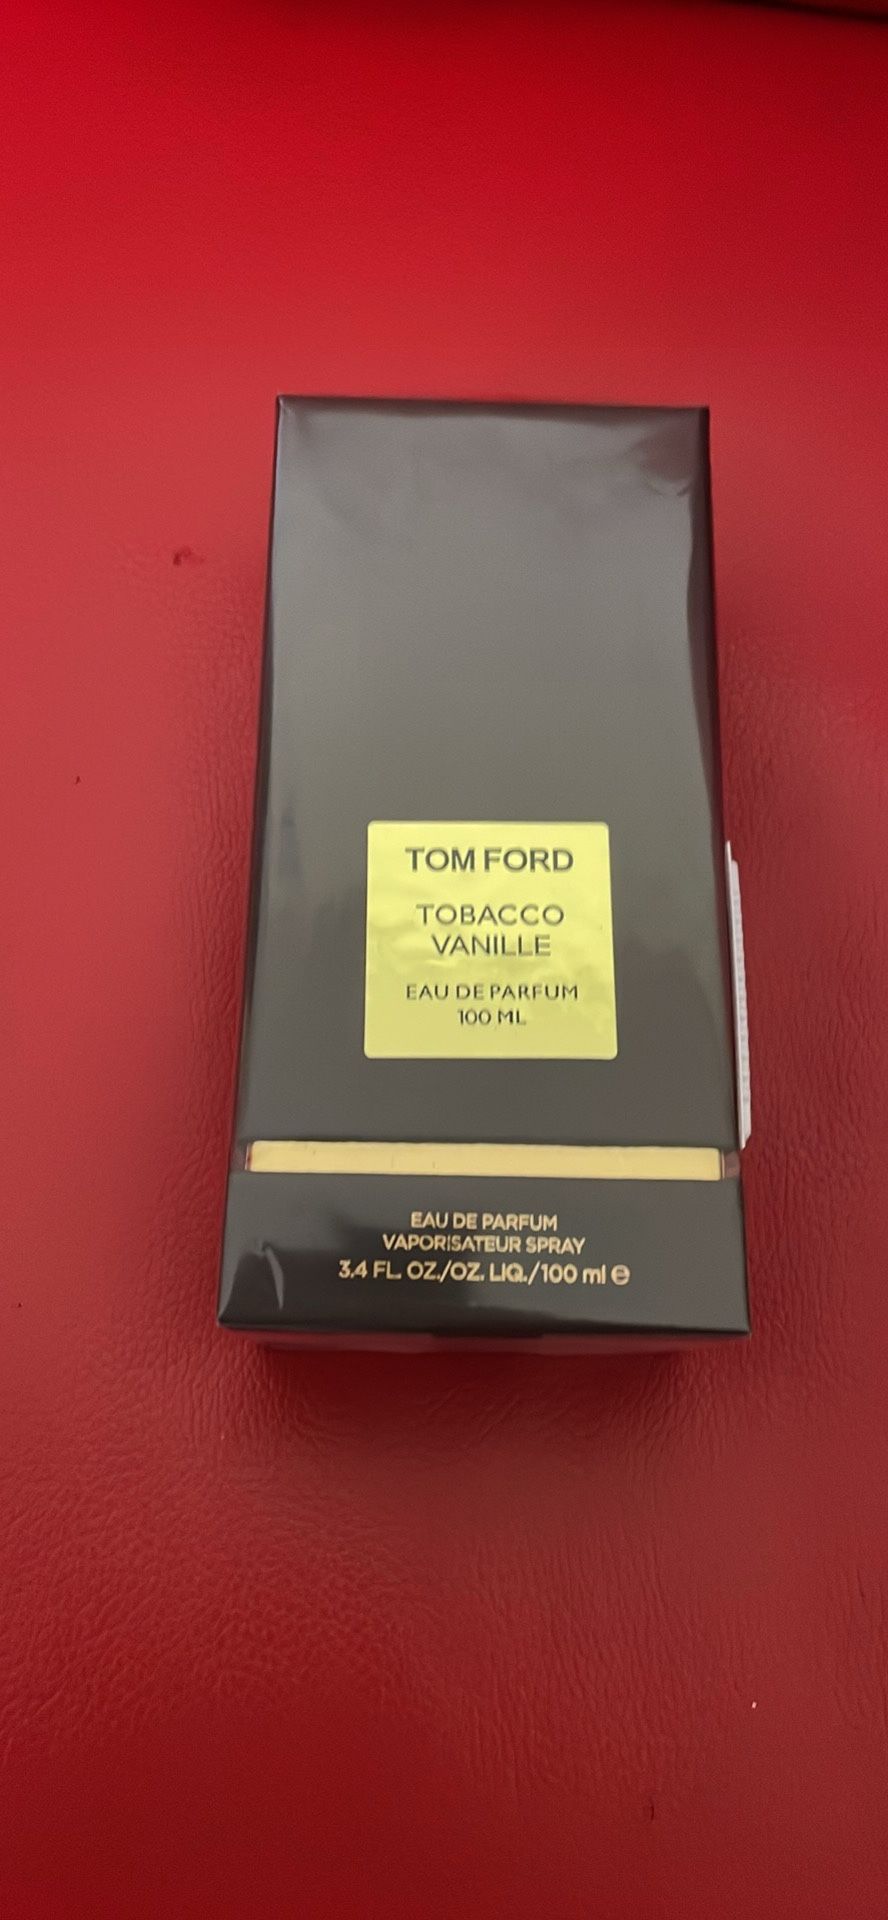 TOM FORD
TOBACCO
VANILLE
EAU DE PARFUM
100 ML
EAU DE PARFUM
VAPORISATEUR SPRAY
3.4 FL. OZ./OZ. LIQ./100 ml ℮